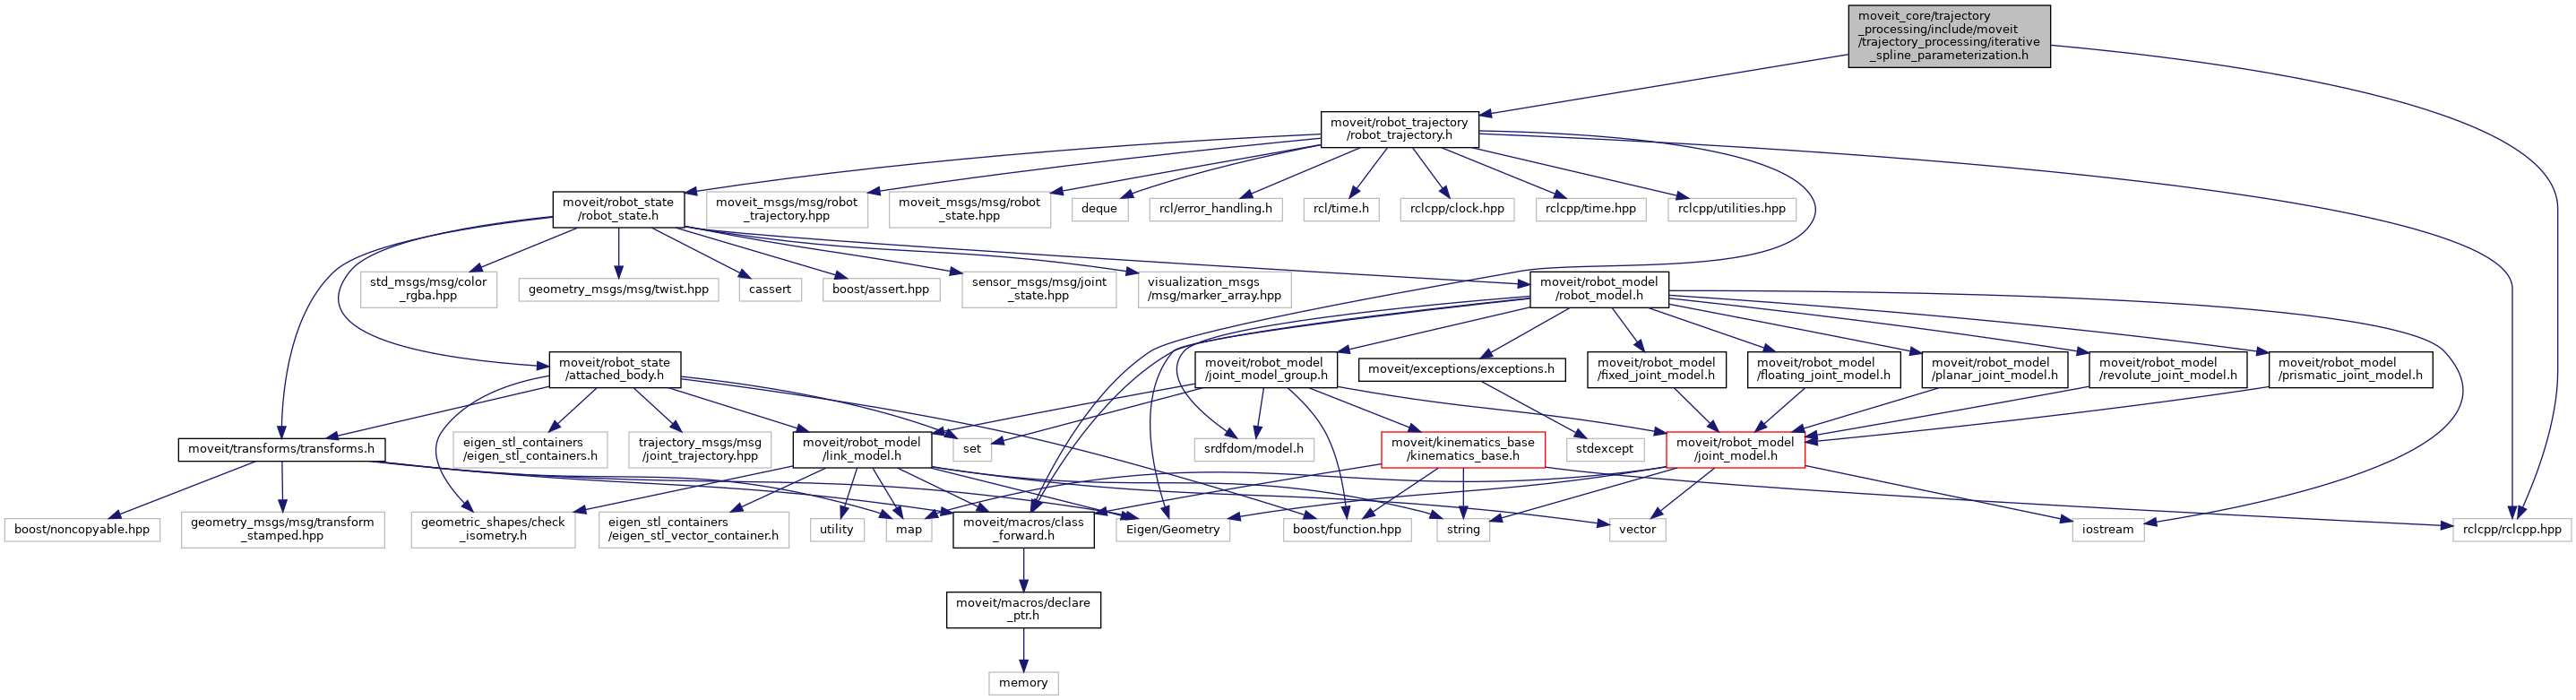 moveit_core/trajectory
_processing/include/moveit
/trajectory_processing/iterative
_spline_parameterization.h
moveit/robot_trajectory
/robot_trajectory.h
moveit/robot_state
/robot_state.h
moveit_msgs/msg/robot
_trajectory.hpp
moveit_msgs/msg/robot
_state.hpp
deque
rcl/error_handling.h
rcl/time.h
rclcpp/clock.hpp
rclcpp/time.hpp
rclcpp/utilities.hpp
std_msgs/msg/color
_rgba.hpp
geometry_msgs/msg/twist.hpp
cassert
boost/assert.hpp
sensor_msgs/msg/joint
_state.hpp
visualization_msgs
/msg/marker_array.hpp
moveit/robot_model
/robot_model.h
moveit/robot_state
/attached_body.h
moveit/robot_model
/joint_model_group.h
moveit/exceptions/exceptions.h
moveit/robot_model
/fixed_joint_model.h
moveit/robot_model
/floating_joint_model.h
moveit/robot_model
/planar_joint_model.h
moveit/robot_model
/revolute_joint_model.h
moveit/robot_model
/prismatic_joint_model.h
moveit/transforms/transforms.h
eigen_stl_containers
/eigen_stl_containers.h
trajectory_msgs/msg
/joint_trajectory.hpp
moveit/robot_model
/link_model.h
set
srdfdom/model.h
moveit/kinematics_base
/kinematics_base.h
stdexcept
moveit/robot_model
/joint_model.h
boost/noncopyable.hpp
geometry_msgs/msg/transform
_stamped.hpp
geometric_shapes/check
_isometry.h
eigen_stl_containers
/eigen_stl_vector_container.h
utility
map
moveit/macros/class
_forward.h
Eigen/Geometry
boost/function.hpp
string
vector
iostream
rclcpp/rclcpp.hpp
moveit/macros/declare
_ptr.h
memory